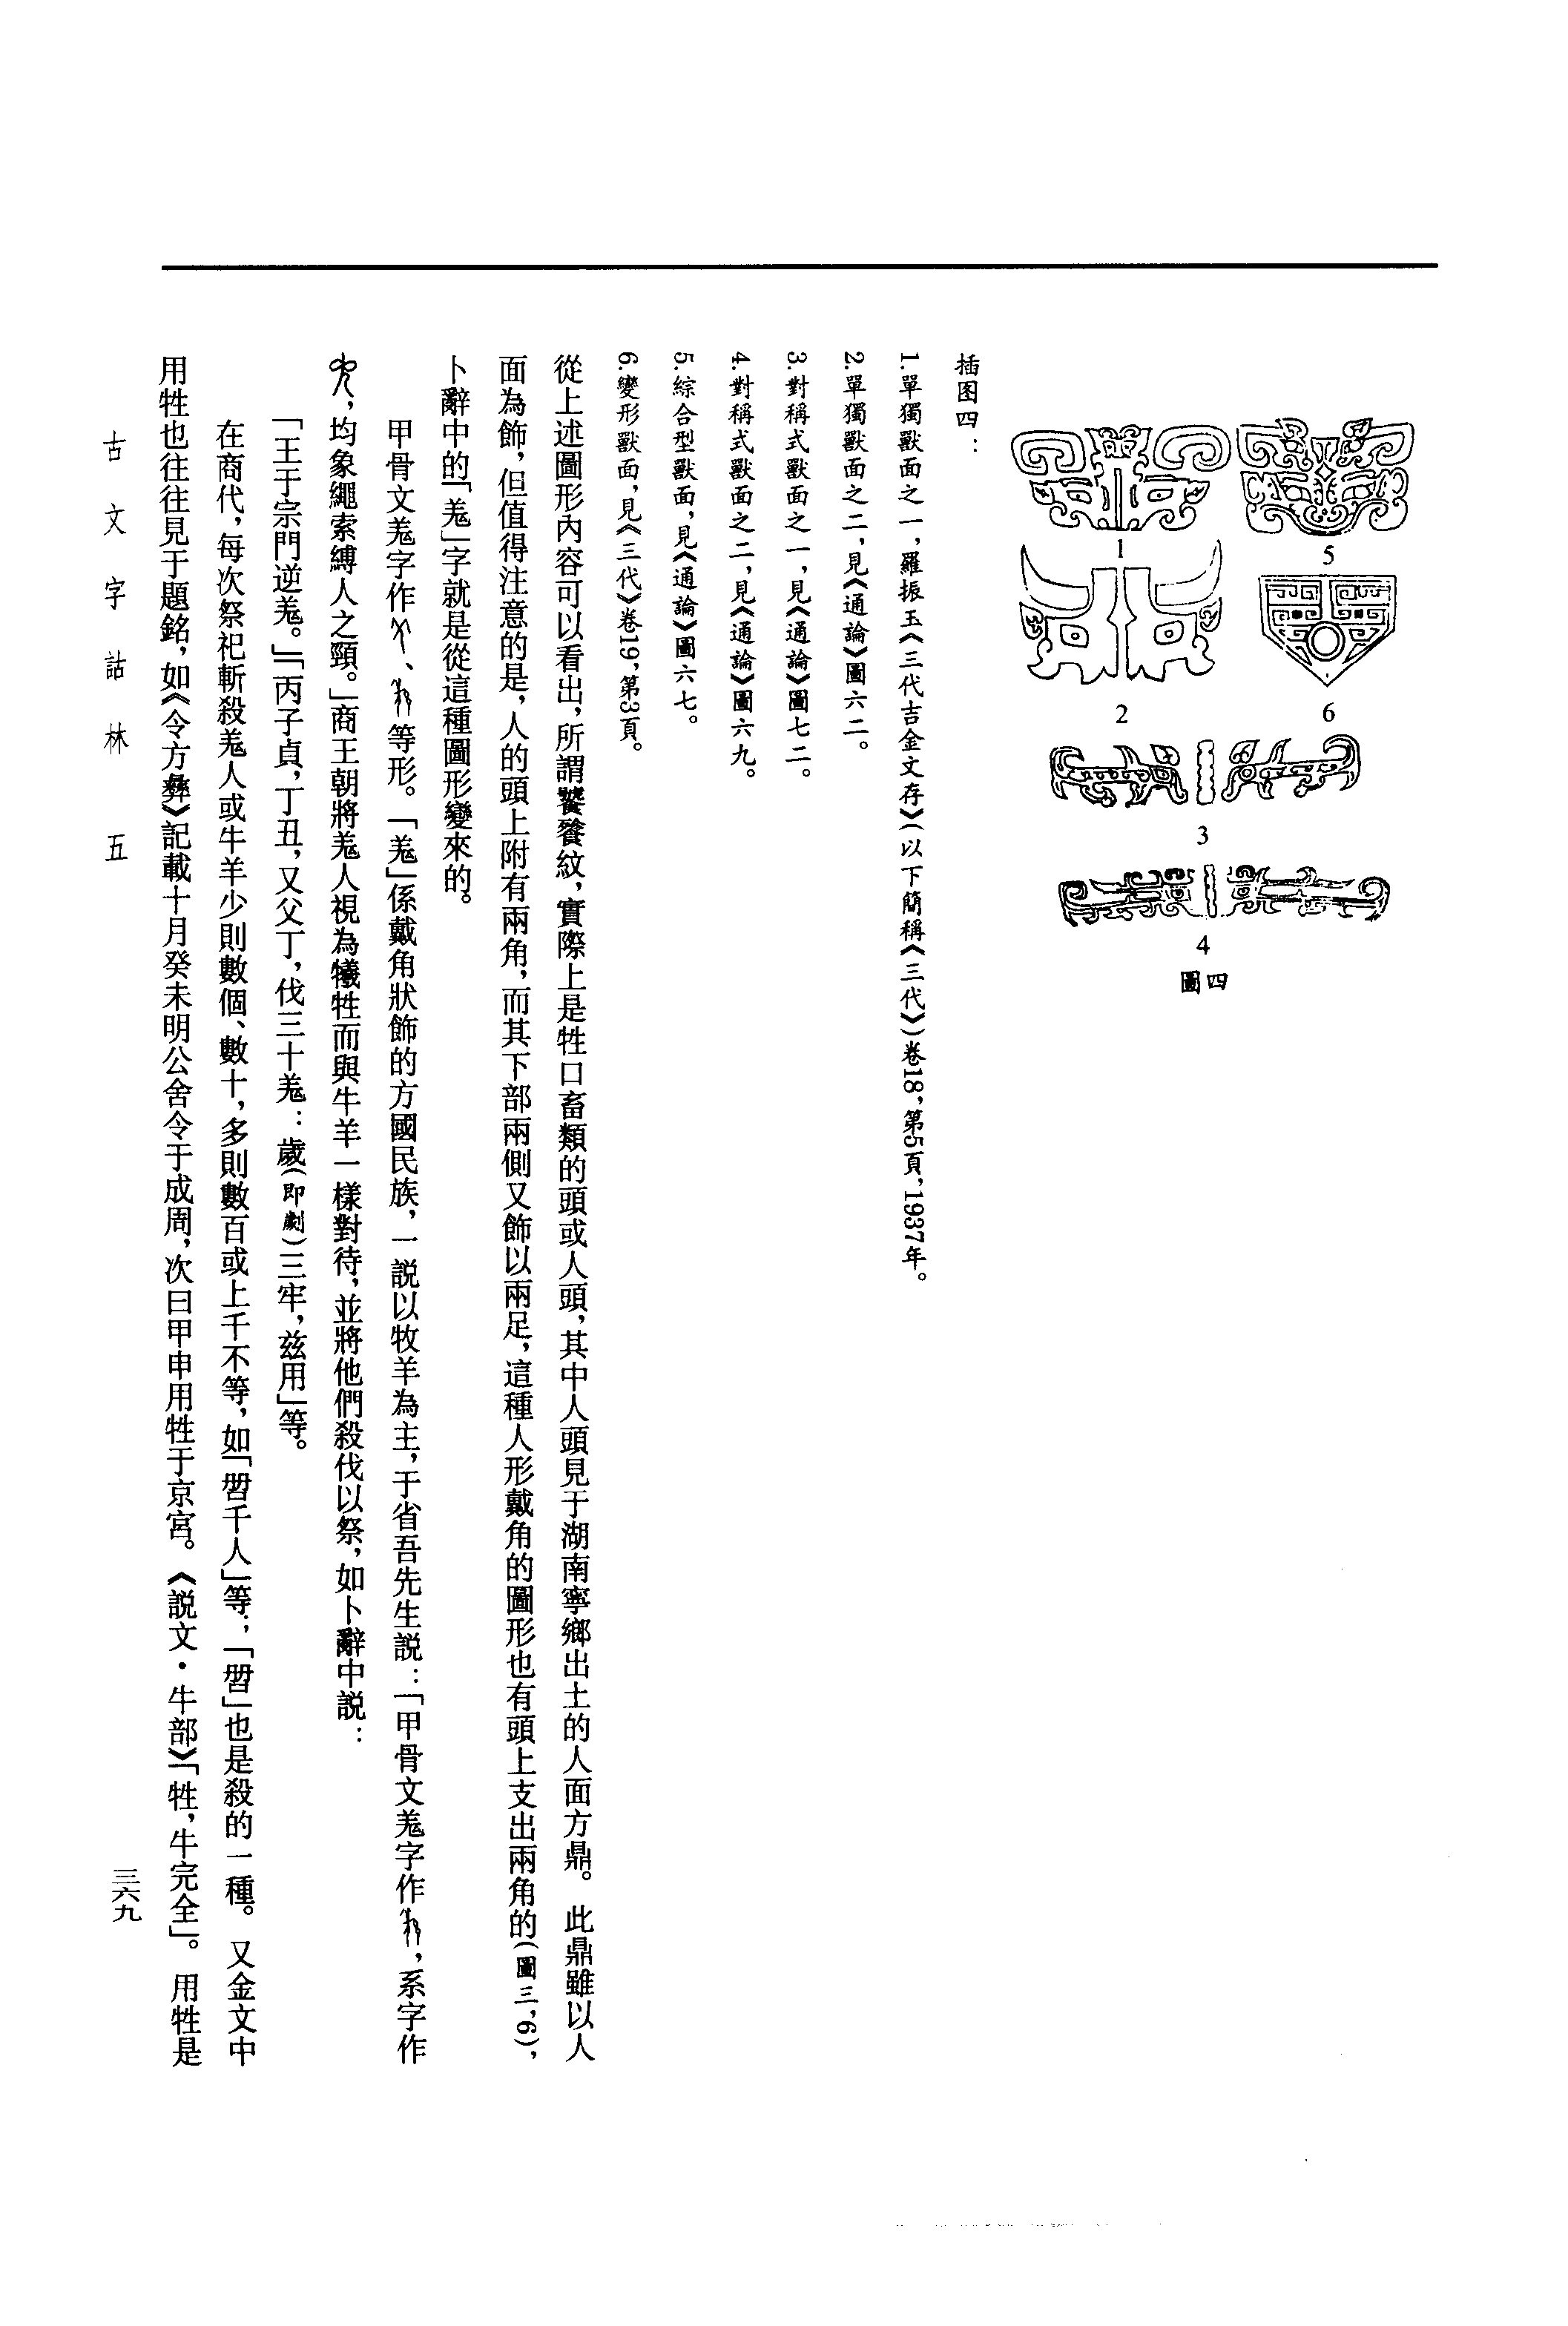 1
2
3
4
5
6
圖四
插图四：
1.單獨獸面之一，羅振玉《三代吉金文存》（以下簡稱《三代》）卷18，第5頁，1937年。
2.單獨獸面之二，見《通論》圖六二。
3.對稱式獸面之一，見《通論》圖七二。
4.對稱式獸面之二，見《通論》圖六九。
5.綜合型獸面，見《通論》圖六七。
6.變形獸面，見《三代》卷19，第3頁。
從上述圖形內容可以看出，所謂饕餮紋，實際上是牲口畜類的頭或人頭，其中人頭見于湖南寧鄉出土的人面方鼎。此鼎雖以人
面為飾，但值得注意的是，人的頭上附有兩角，而其下部兩側又飾以兩足，這種人形戴角的圖形也有頭上支出兩角的（圖三，6），
卜辭中的「羌」字就是從這種圖形變來的。
甲骨文羌字作、等形。「羌」係戴角狀飾的方國民族，一説以牧羊為主，于省吾先生説：「甲骨文羌字作，系字作
，均象繩索縛人之頸。」商王朝將羌人視為犧牲而與牛羊一樣對待，並將他們殺伐以祭，如卜辭中説：
「王于宗門逆羌。」「丙子貞，丁丑，又父丁，伐三十羌：歲（即劌）三牢，兹用」等。
在商代，每次祭祀斬殺羌人或牛羊少則數個、數十，多則數百或上千不等，如「千人」等；「」也是殺的一種。又金文中
用牲也往往見于題銘，如《令方彝》記載十月癸未明公舍令于成周，次曰甲申用牲于京宮。《説文·牛部》「牲，牛完全」。用牲是
古文字詁林 五
三六九